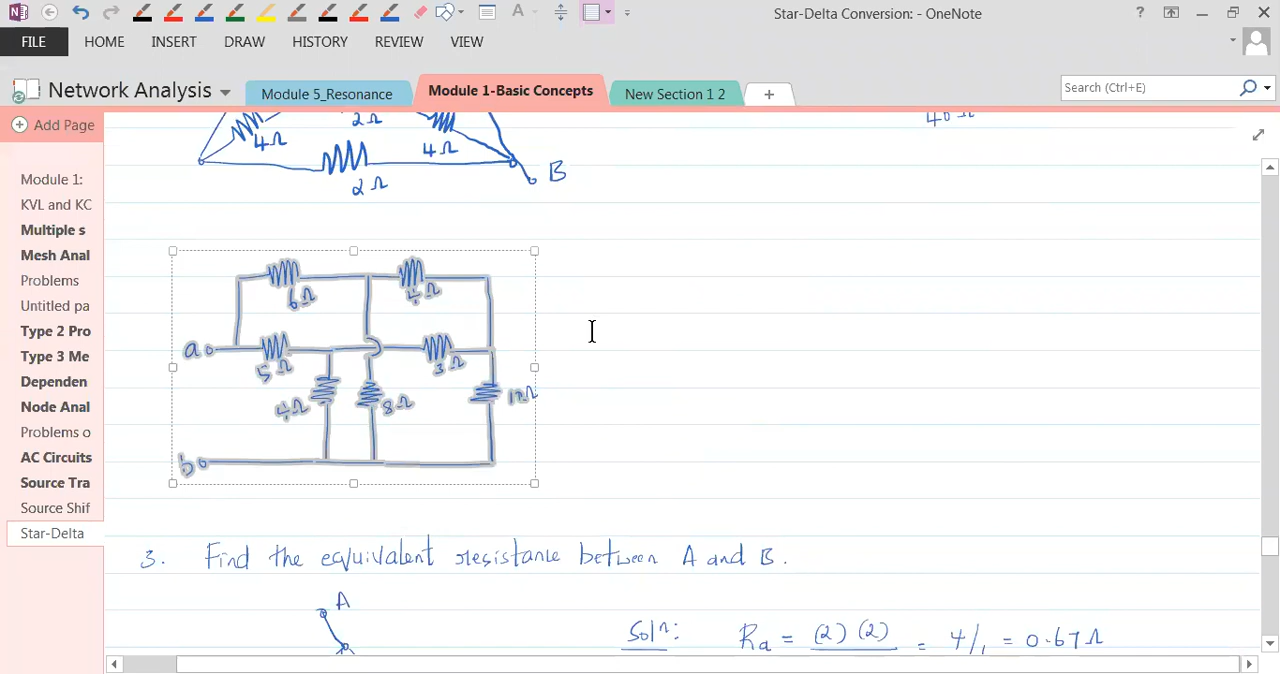 Star-Delta Conversion: - OneNote
FILE HOME INSERT DRAW HISTORY REVIEW VIEW
Network Analysis Module 5_Resonance Module 1-Basic Concepts New Section 1 2 + Search (Ctrl+E)
Add Page
Module 1:
KVL and KC
Multiple s
Mesh Anal
Problems
Untitled pa
Type 2 Pro
Type 3 Me
Dependen
Node Anal
Problems o
AC Circuits
Source Tra
Source Shif
Star-Delta
2Ω
4Ω 4Ω
2Ω
B
40Ω
6Ω 4Ω
a
5Ω 3Ω
4Ω 8Ω
b
3. Find the equivalent resistance between A and B.
A
Solⁿ: Ra = (2)(2) = 4/ = 0.67Ω